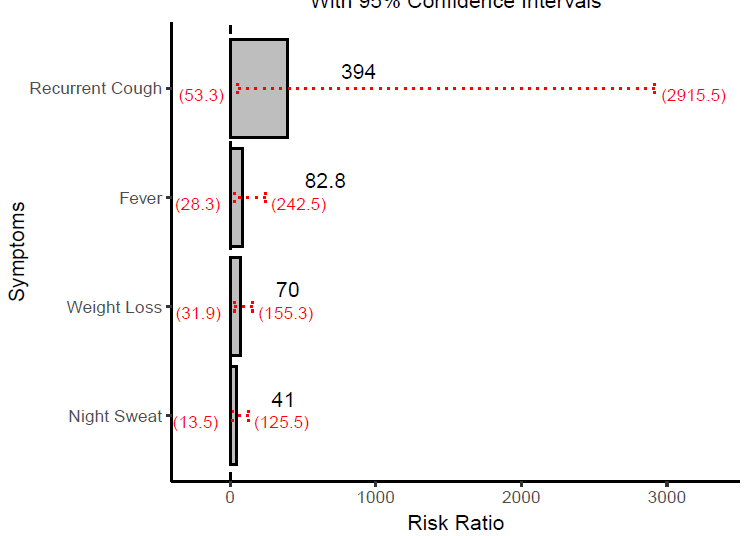 With 95% Confidence Intervals
Recurrent Cough
394
(53.3)
(2915.5)
Fever
82.8
(28.3)
(242.5)
Symptoms
Weight Loss
70
(31.9)
(155.3)
Night Sweat
41
(13.5)
(125.5)
0 1000 2000 3000
Risk Ratio